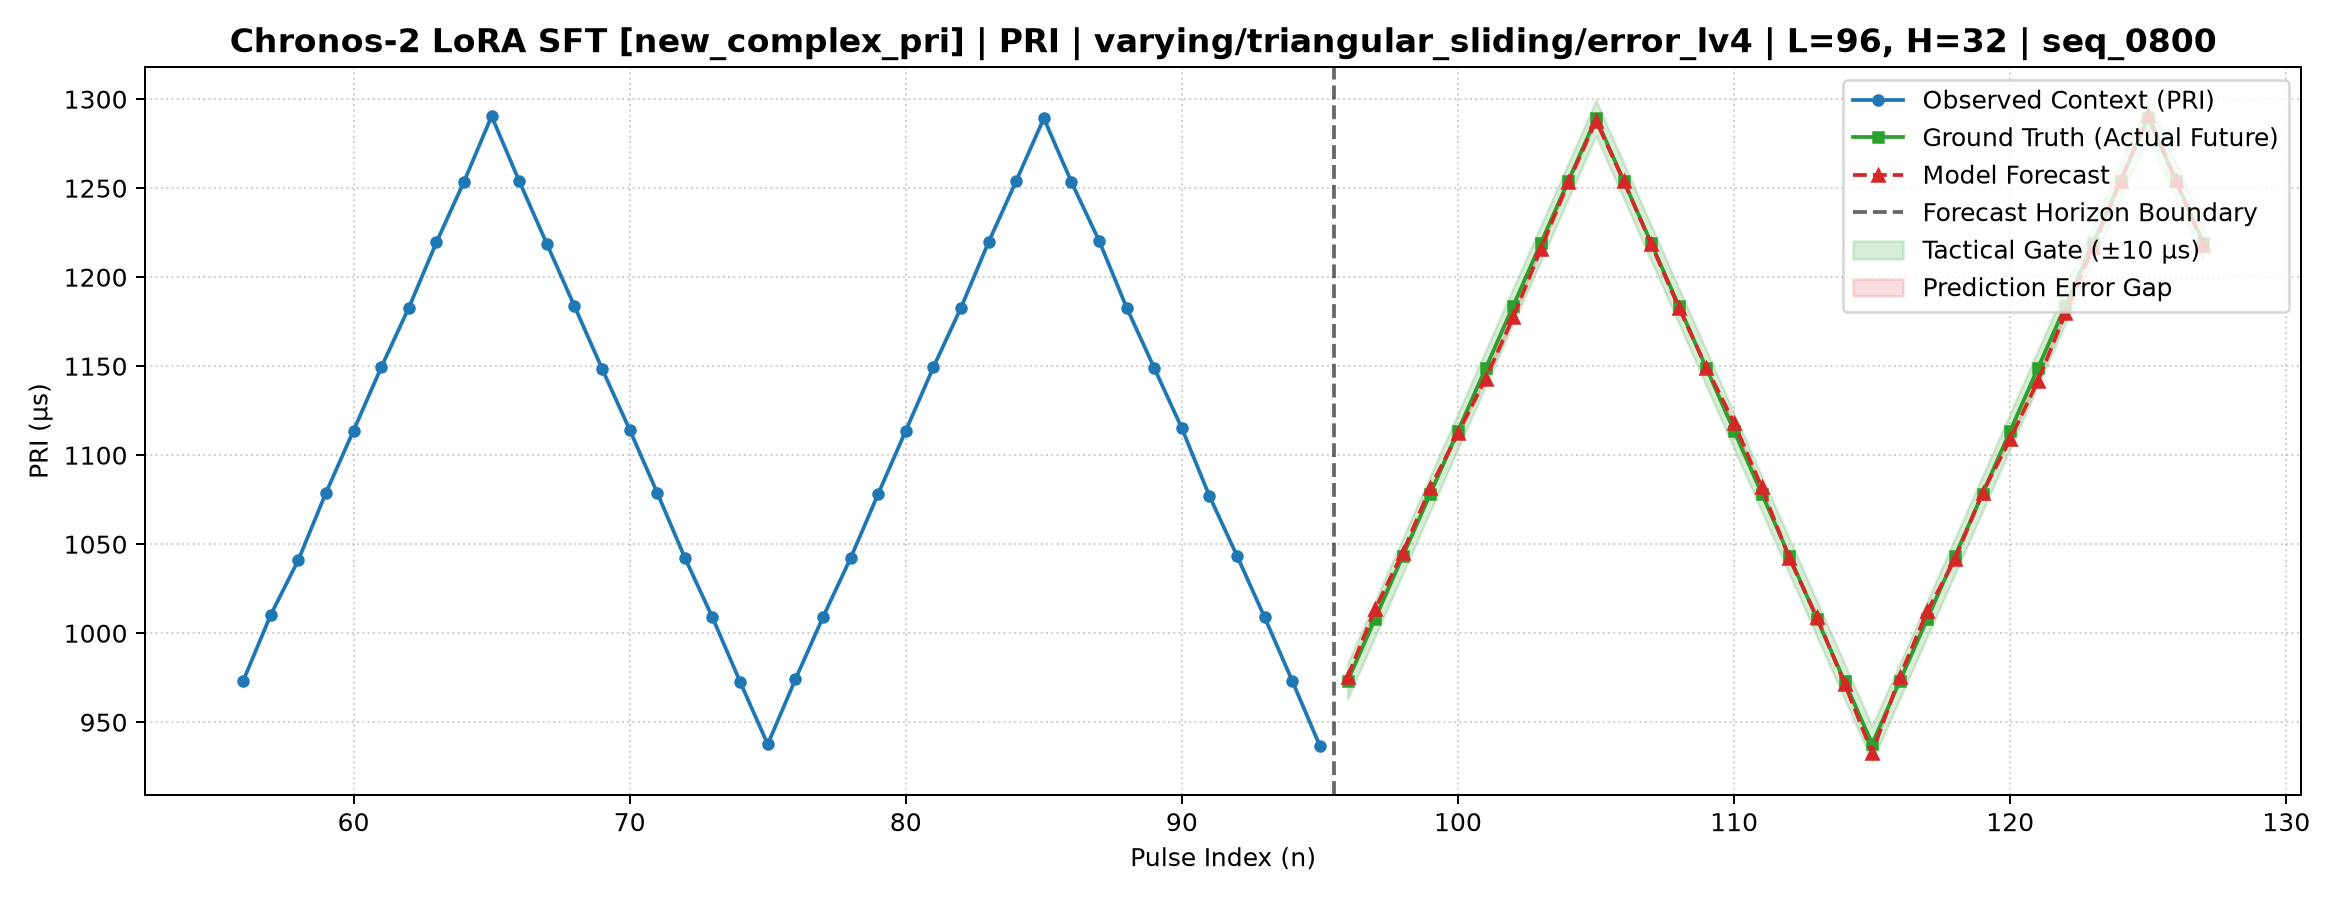 Chronos-2 LoRA SFT [new_complex_pri] | PRI | varying/triangular_sliding/error_lv4 | L=96, H=32 | seq_0800
1300
1250
1200
1150
1100
1050
1000
950
PRI (μs)
Observed Context (PRI)
Ground Truth (Actual Future)
Model Forecast
Forecast Horizon Boundary
Tactical Gate (±10 μs)
Prediction Error Gap
60 70 80 90 100 110 120 130
Pulse Index (n)